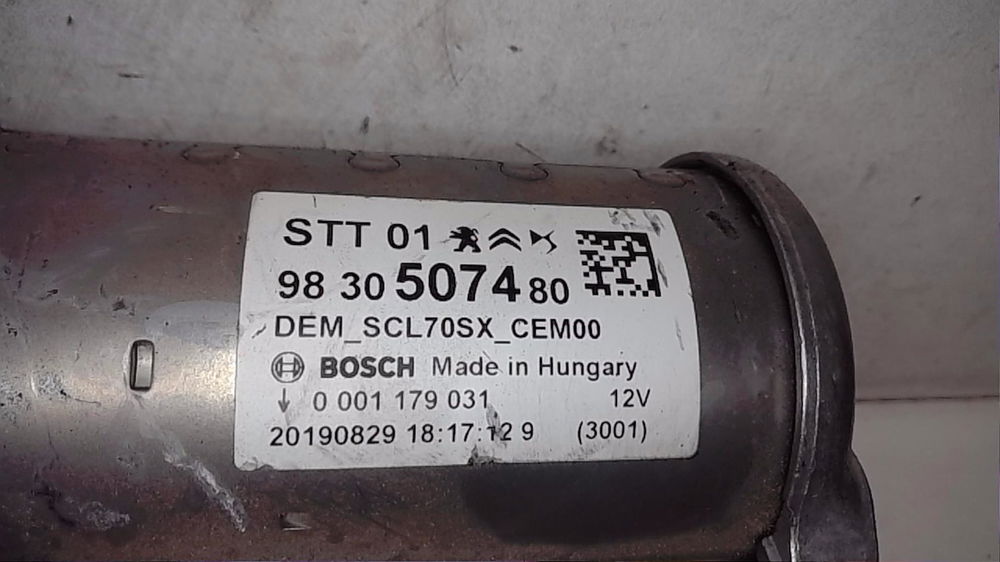 STT 01
98 30 5074 80
DEM_SCL70SX_CEM00
BOSCH Made in Hungary
0 001 179 031 12V
20190829 18:17:12 9 (3001)